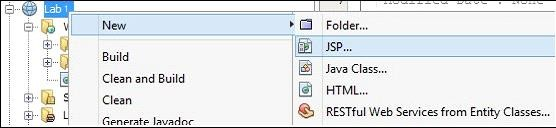 Modified Date : None
Lab 1
New
Folder...
W
JSP...
Build
Java Class...
Clean and Build
HTML...
S
Clean
RESTful Web Services from Entity Classes...
L
Generate Javadoc